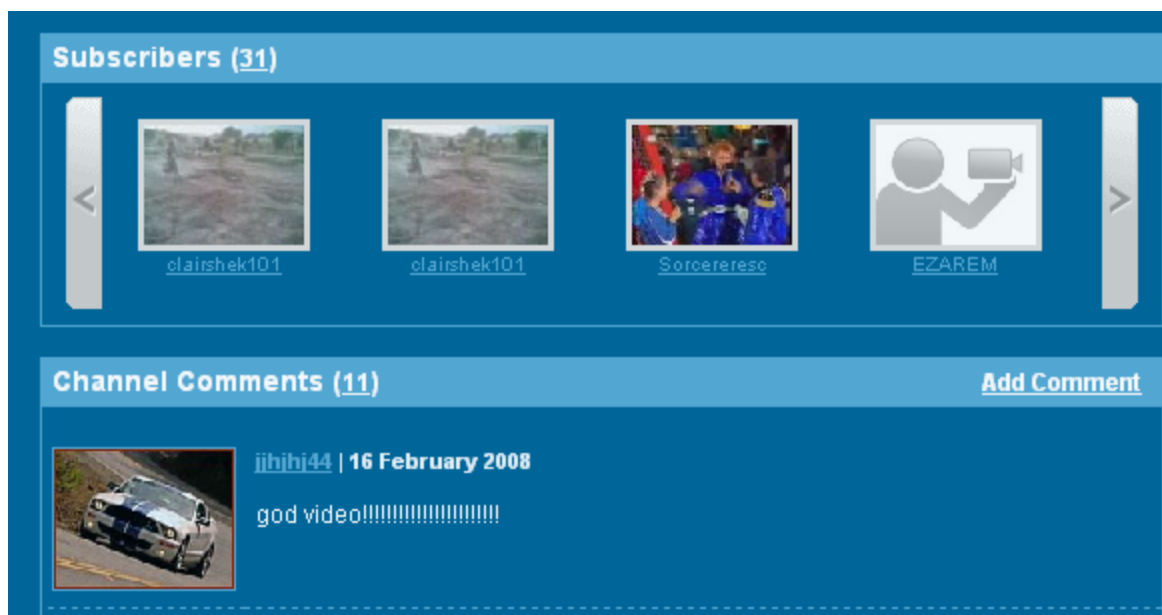 Subscribers (31)
<
>
clairshek101 clairshek101 Sorcereresc EZAREM
Channel Comments (11) Add Comment
jjhjhj44 | 16 February 2008
god video!!!!!!!!!!!!!!!!!!!!!!!